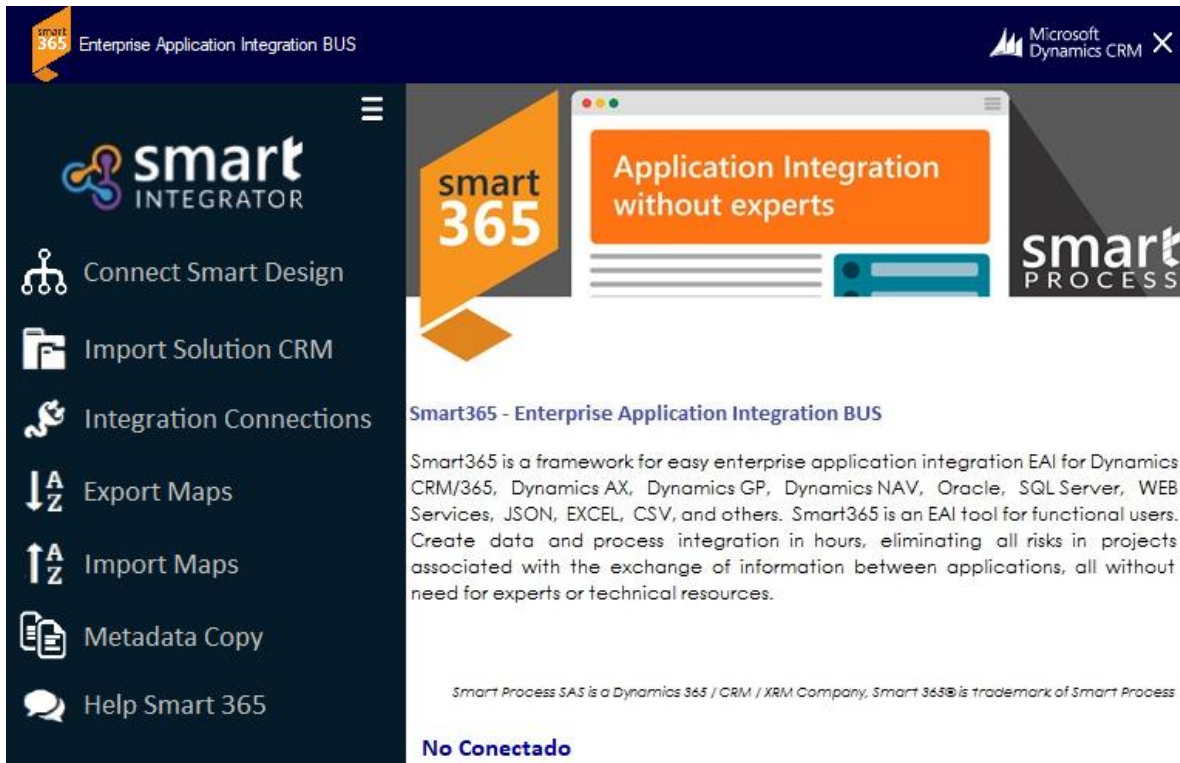 smart
365
Enterprise Application Integration BUS
Microsoft
Dynamics CRM
smart
INTEGRATOR
Connect Smart Design
Import Solution CRM
Integration Connections
A
Z
Export Maps
A
Z
Import Maps
Metadata Copy
Help Smart 365
smart
365
Application Integration
without experts
smart
PROCESS
Smart365 - Enterprise Application Integration BUS
Smart365 is a framework for easy enterprise application integration EAI for Dynamics
CRM/365, Dynamics AX, Dynamics GP, Dynamics NAV, Oracle, SQL Server, WEB
Services, JSON, EXCEL, CSV, and others. Smart365 is an EAI tool for functional users.
Create data and process integration in hours, eliminating all risks in projects
associated with the exchange of information between applications, all without
need for experts or technical resources.
Smart Process SAS is a Dynamics 365 / CRM / XRM Company, Smart 365® is trademark of Smart Process
No Conectado